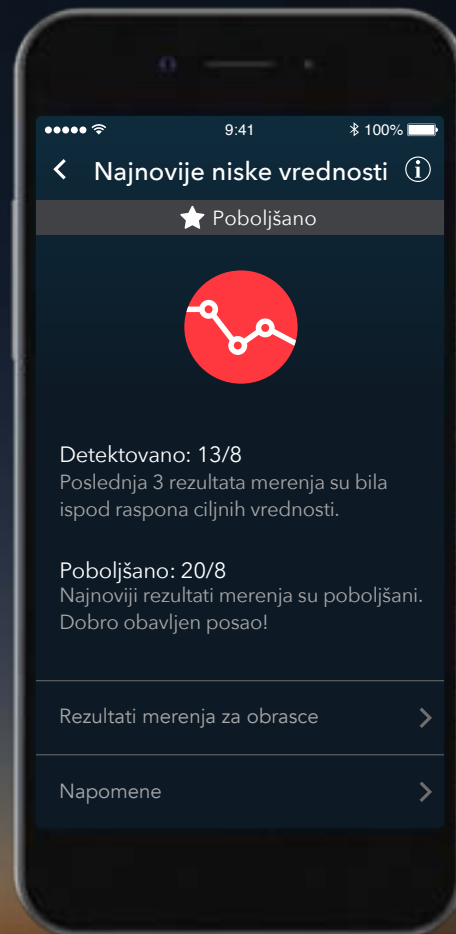 9:41
100%
Najnovije niske vrednosti
Poboljšano
Detektovano: 13/8
Poslednja 3 rezultata merenja su bila
ispod raspona ciljnih vrednosti.
Poboljšano: 20/8
Najnoviji rezultati merenja su poboljšani.
Dobro obavljen posao!
Rezultati merenja za obrasce
Napomene